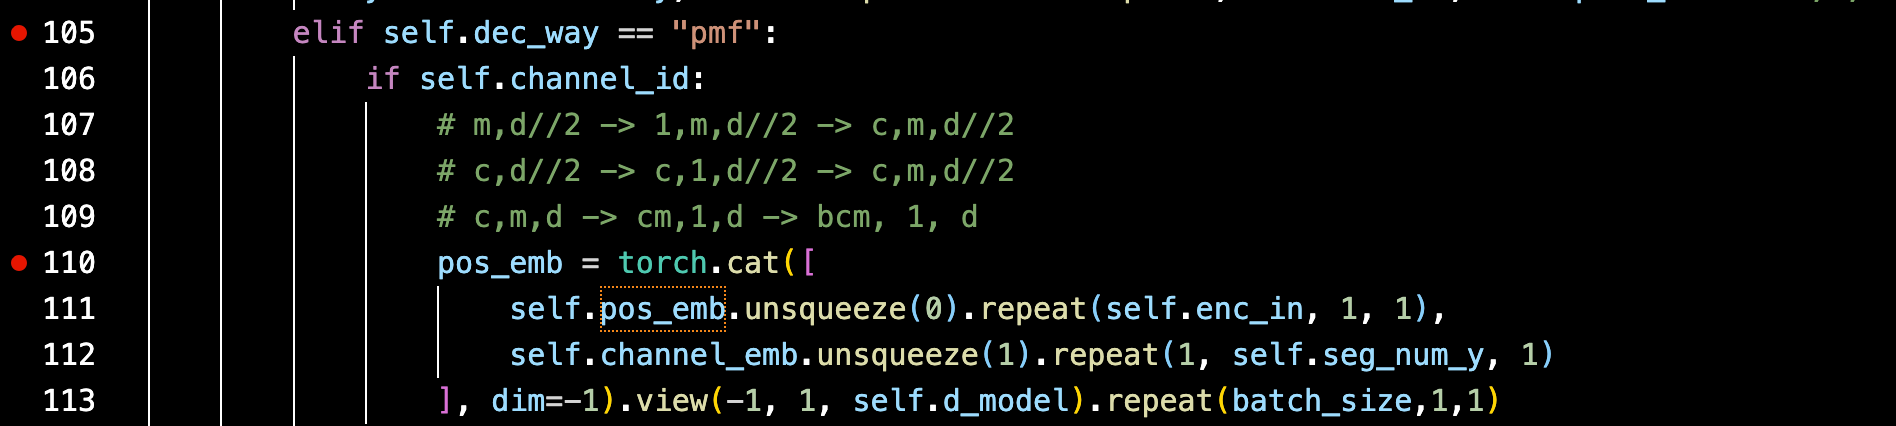 105 elif self.dec_way == "pmf":
106 if self.channel_id:
107 # m,d//2 -> 1,m,d//2 -> c,m,d//2
108 # c,d//2 -> c,1,d//2 -> c,m,d//2
109 # c,m,d -> cm,1,d -> bcm, 1, d
110 pos_emb = torch.cat([
111 self.pos_emb.unsqueeze(0).repeat(self.enc_in, 1, 1),
112 self.channel_emb.unsqueeze(1).repeat(1, self.seg_num_y, 1)
113 ], dim=-1).view(-1, 1, self.d_model).repeat(batch_size,1,1)